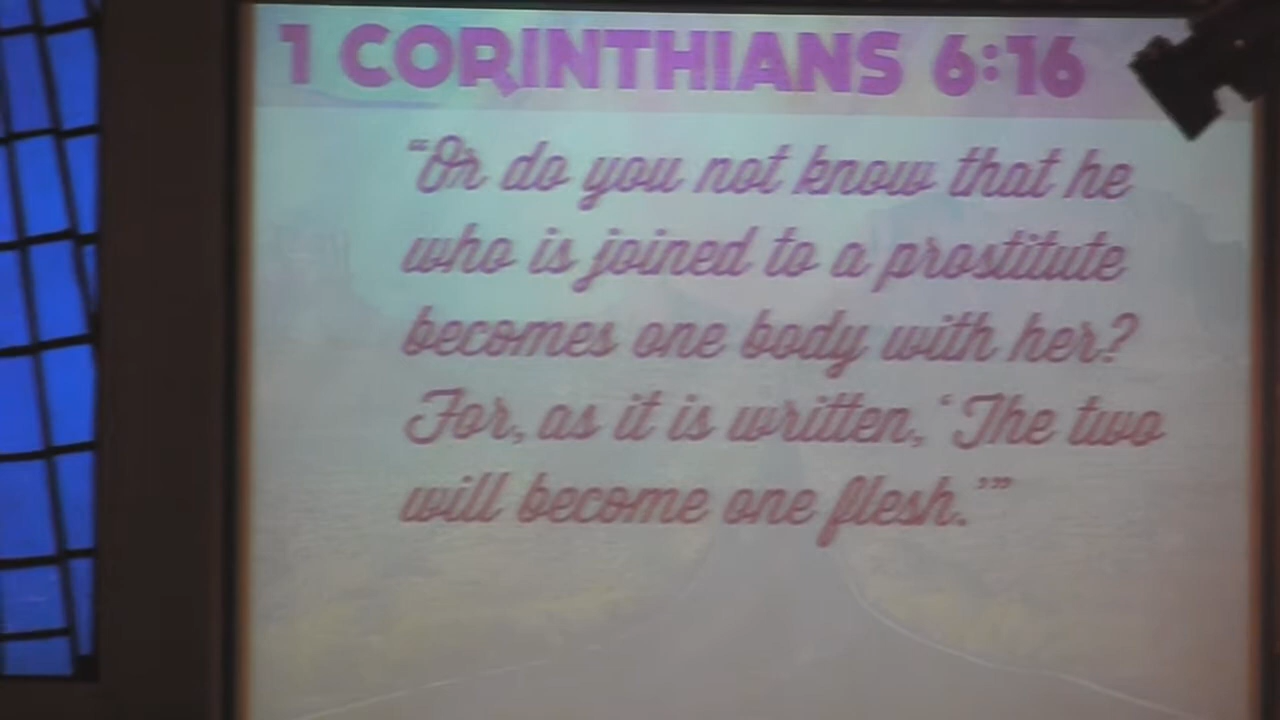 1 CORINTHIANS 6:16
“Or do you not know that he
who is joined to a prostitute
becomes one body with her?
For, as it is written, ‘The two
will become one flesh.’”